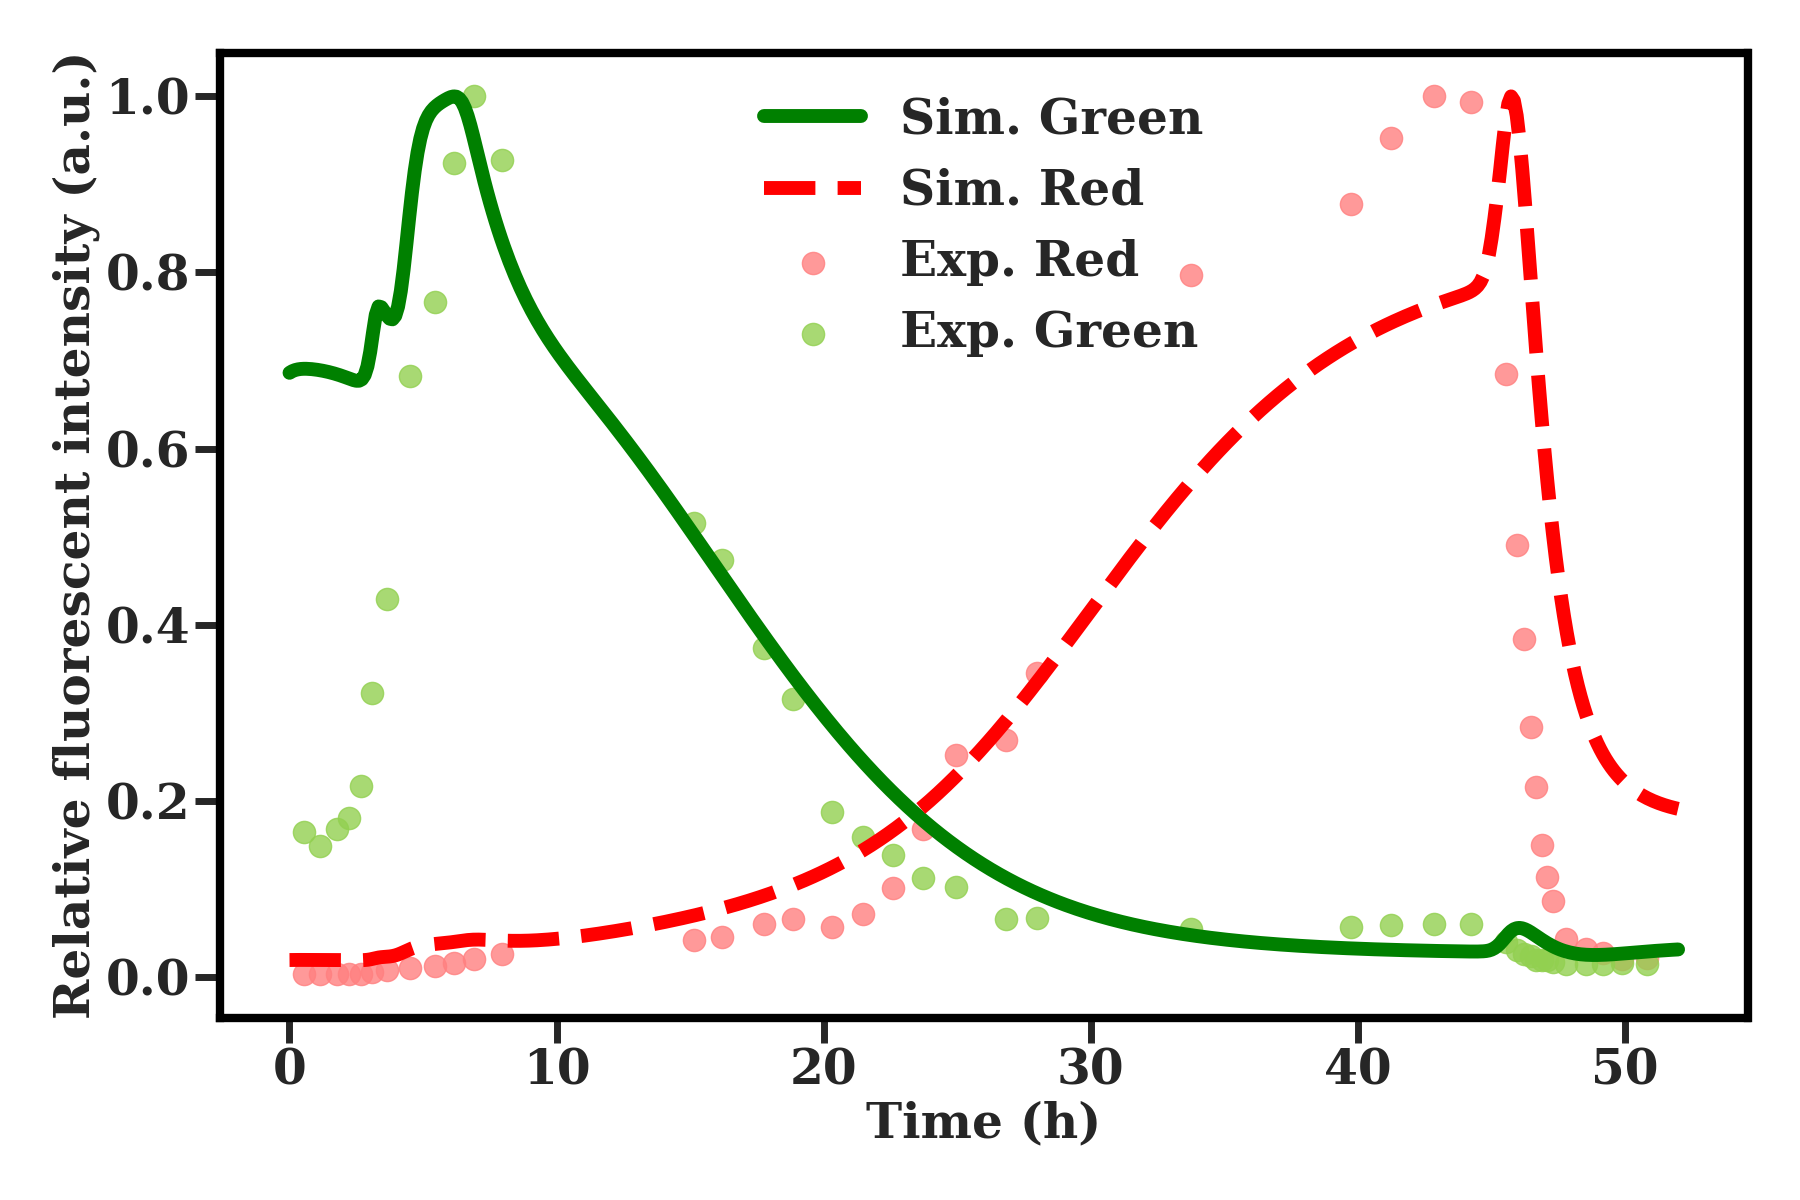 Relative fluorescent intensity (a.u.)
1.0
0.8
0.6
0.4
0.2
0.0
Sim. Green
Sim. Red
Exp. Red
Exp. Green
0 10 20 30 40 50
Time (h)